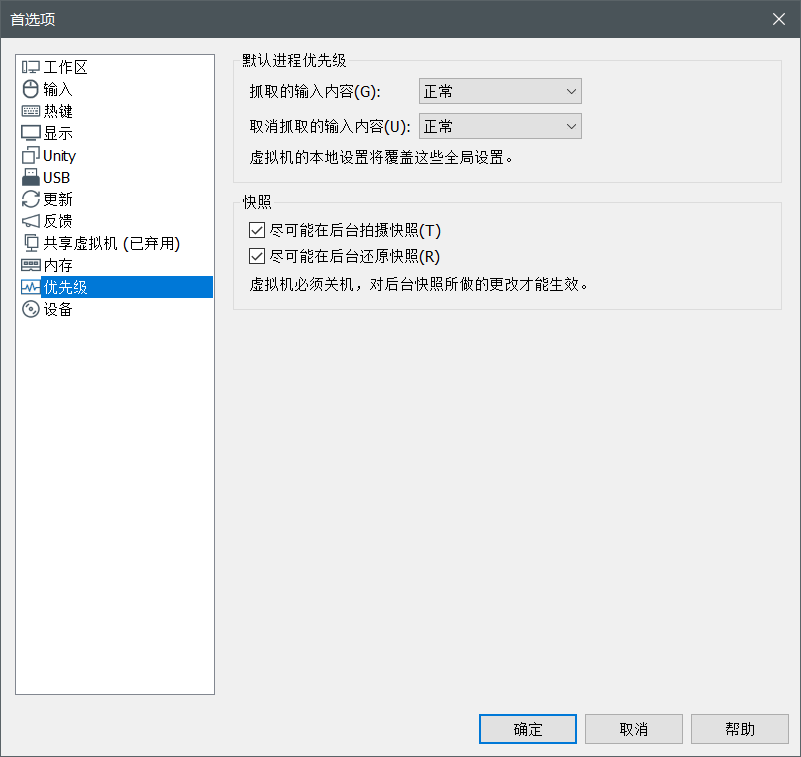 首选项
工作区
输入
热键
显示
Unity
USB
更新
反馈
共享虚拟机 (已弃用)
内存
优先级
设备
默认进程优先级
抓取的输入内容(G): 正常
取消抓取的输入内容(U): 正常
虚拟机的本地设置将覆盖这些全局设置。
快照
尽可能在后台拍摄快照(T)
尽可能在后台还原快照(R)
虚拟机必须关机，对后台快照所做的更改才能生效。
确定 取消 帮助